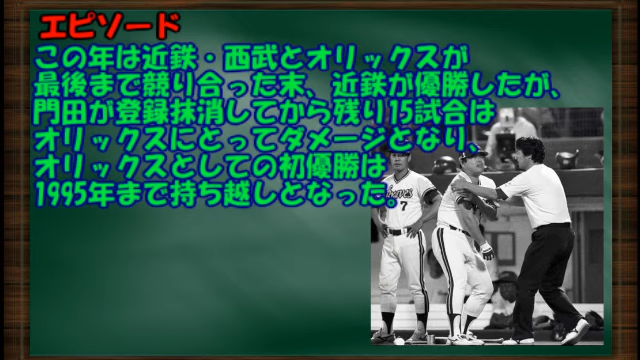 エピソード
この年は近鉄・西武とオリックスが
最後まで競り合った末、近鉄が優勝したが、
門田が登録抹消してから残り15試合は
オリックスにとってダメージとなり、
オリックスとしての初優勝は
1995年まで持ち越しとなった。
7